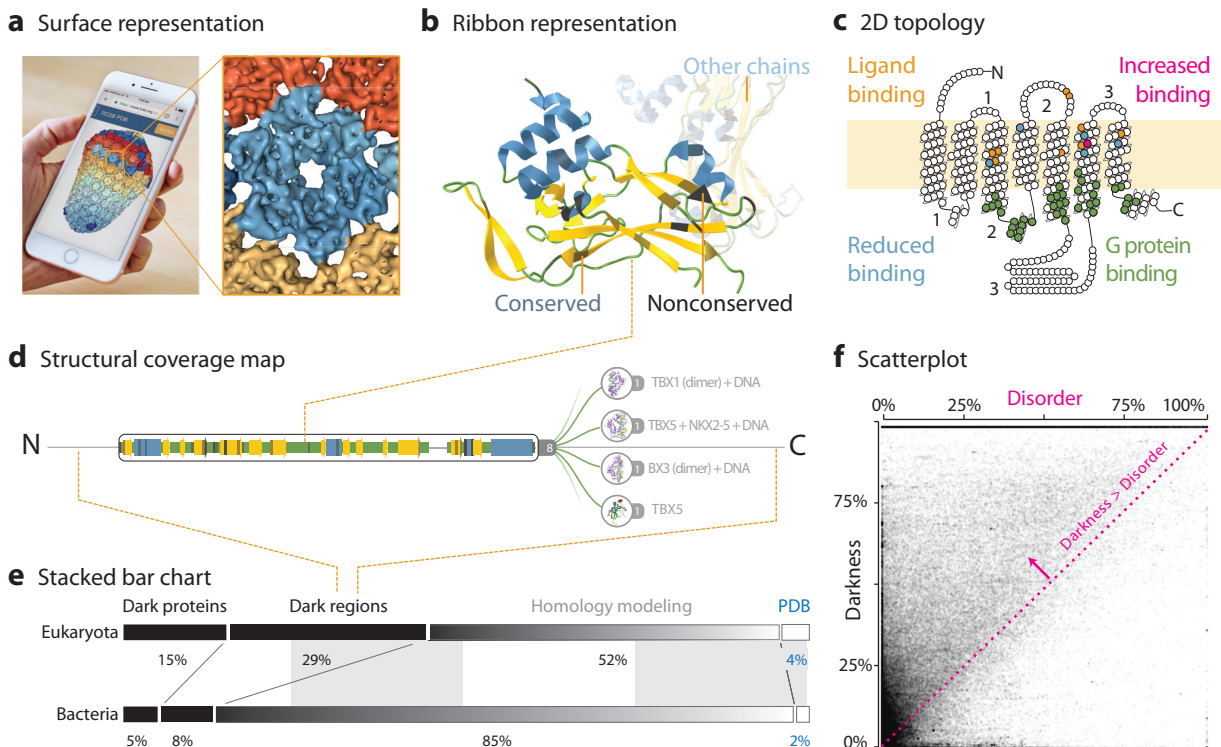 a Surface representation
RCSB PDB
b Ribbon representation
Other chains
Conserved
Nonconserved
c 2D topology
Ligand
binding
Increased
binding
N
1
2
3
1
2
3
C
Reduced
binding
G protein
binding
d Structural coverage map
N
8
C
1 TBX1 (dimer) + DNA
1 TBX5 + NKX2-5 + DNA
1 BX3 (dimer) + DNA
1 TBX5
e Stacked bar chart
Dark proteins Dark regions Homology modeling PDB
Eukaryota
15% 29% 52% 4%
Bacteria
5% 8% 85% 2%
f Scatterplot
Disorder
0% 25% 75% 100%
Darkness
75%
25%
0%
Darkness > Disorder